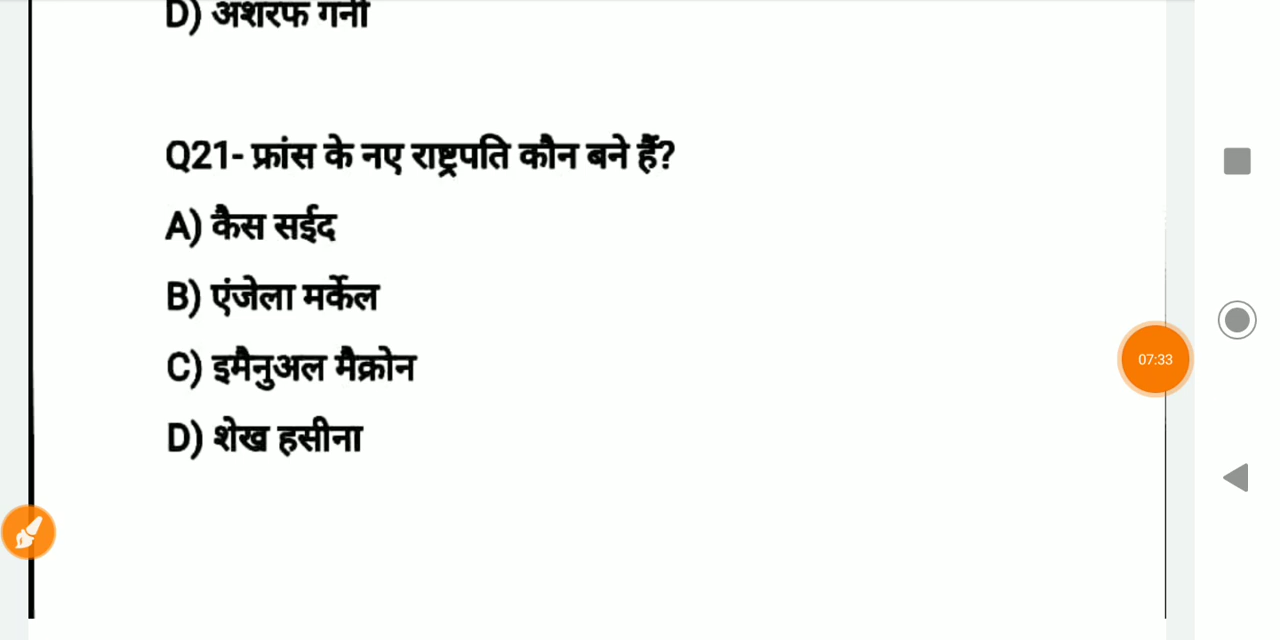 D) अशरफ गनी
Q21- फ्रांस के नए राष्ट्रपति कौन बने हैं?
A) कैस सईद
B) एंजेला मर्केल
C) इमैनुअल मैक्रोन
D) शेख हसीना
07:33